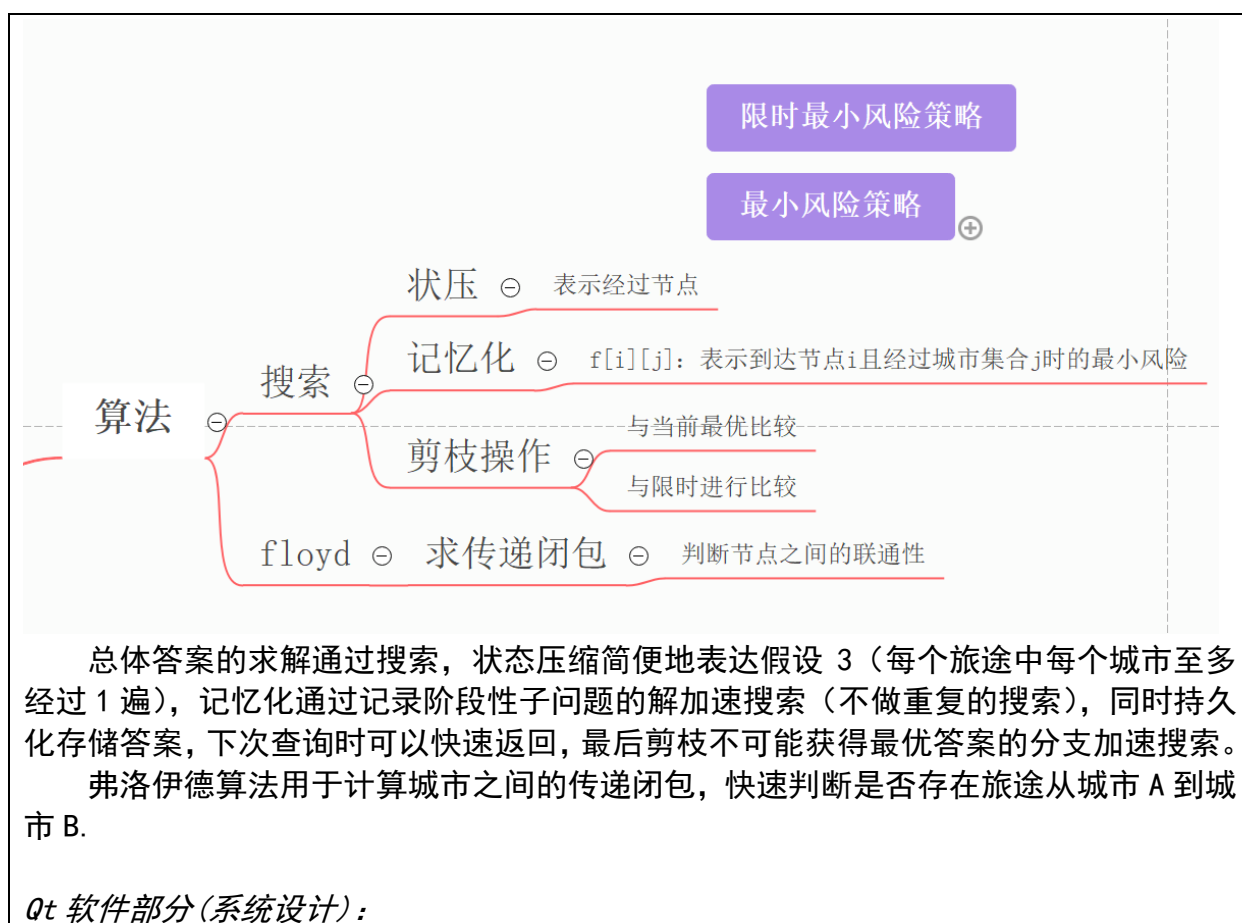 限时最小风险策略
最小风险策略
状压
表示经过节点
记忆化
f[i][j]: 表示到达节点i且经过城市集合j时的最小风险
搜索
算法
剪枝操作
与当前最优比较
与限时进行比较
floyd
求传递闭包
判断节点之间的联通性
总体答案的求解通过搜索，状态压缩简便地表达假设 3（每个旅途中每个城市至多
经过 1 遍），记忆化通过记录阶段性子问题的解加速搜索（不做重复的搜索），同时持久
化存储答案，下次查询时可以快速返回，最后剪枝不可能获得最优答案的分支加速搜索。
弗洛伊德算法用于计算城市之间的传递闭包，快速判断是否存在旅途从城市 A 到城
市 B.
Qt 软件部分(系统设计)：